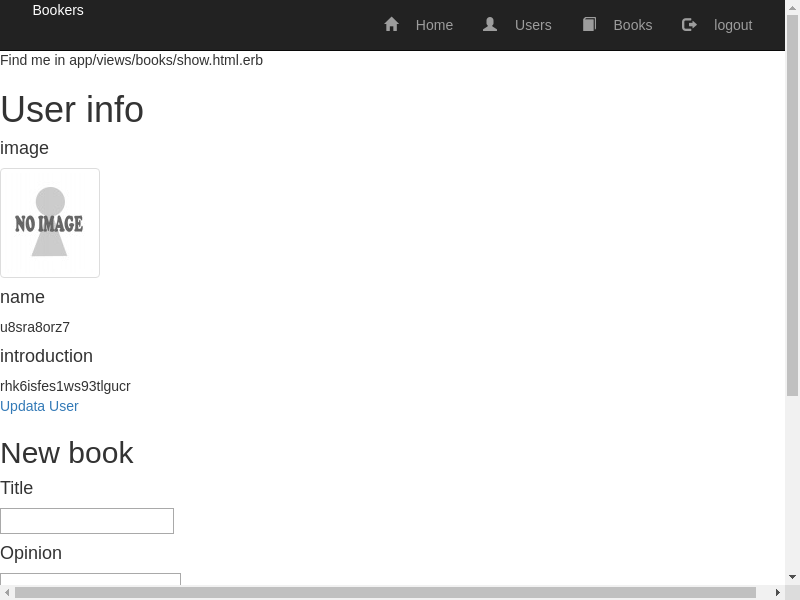 Bookers
Home Users Books logout
Find me in app/views/books/show.html.erb
User info
image
NO IMAGE
name
u8sra8orz7
introduction
rhk6isfes1ws93tlgucr
Updata User
New book
Title
Opinion